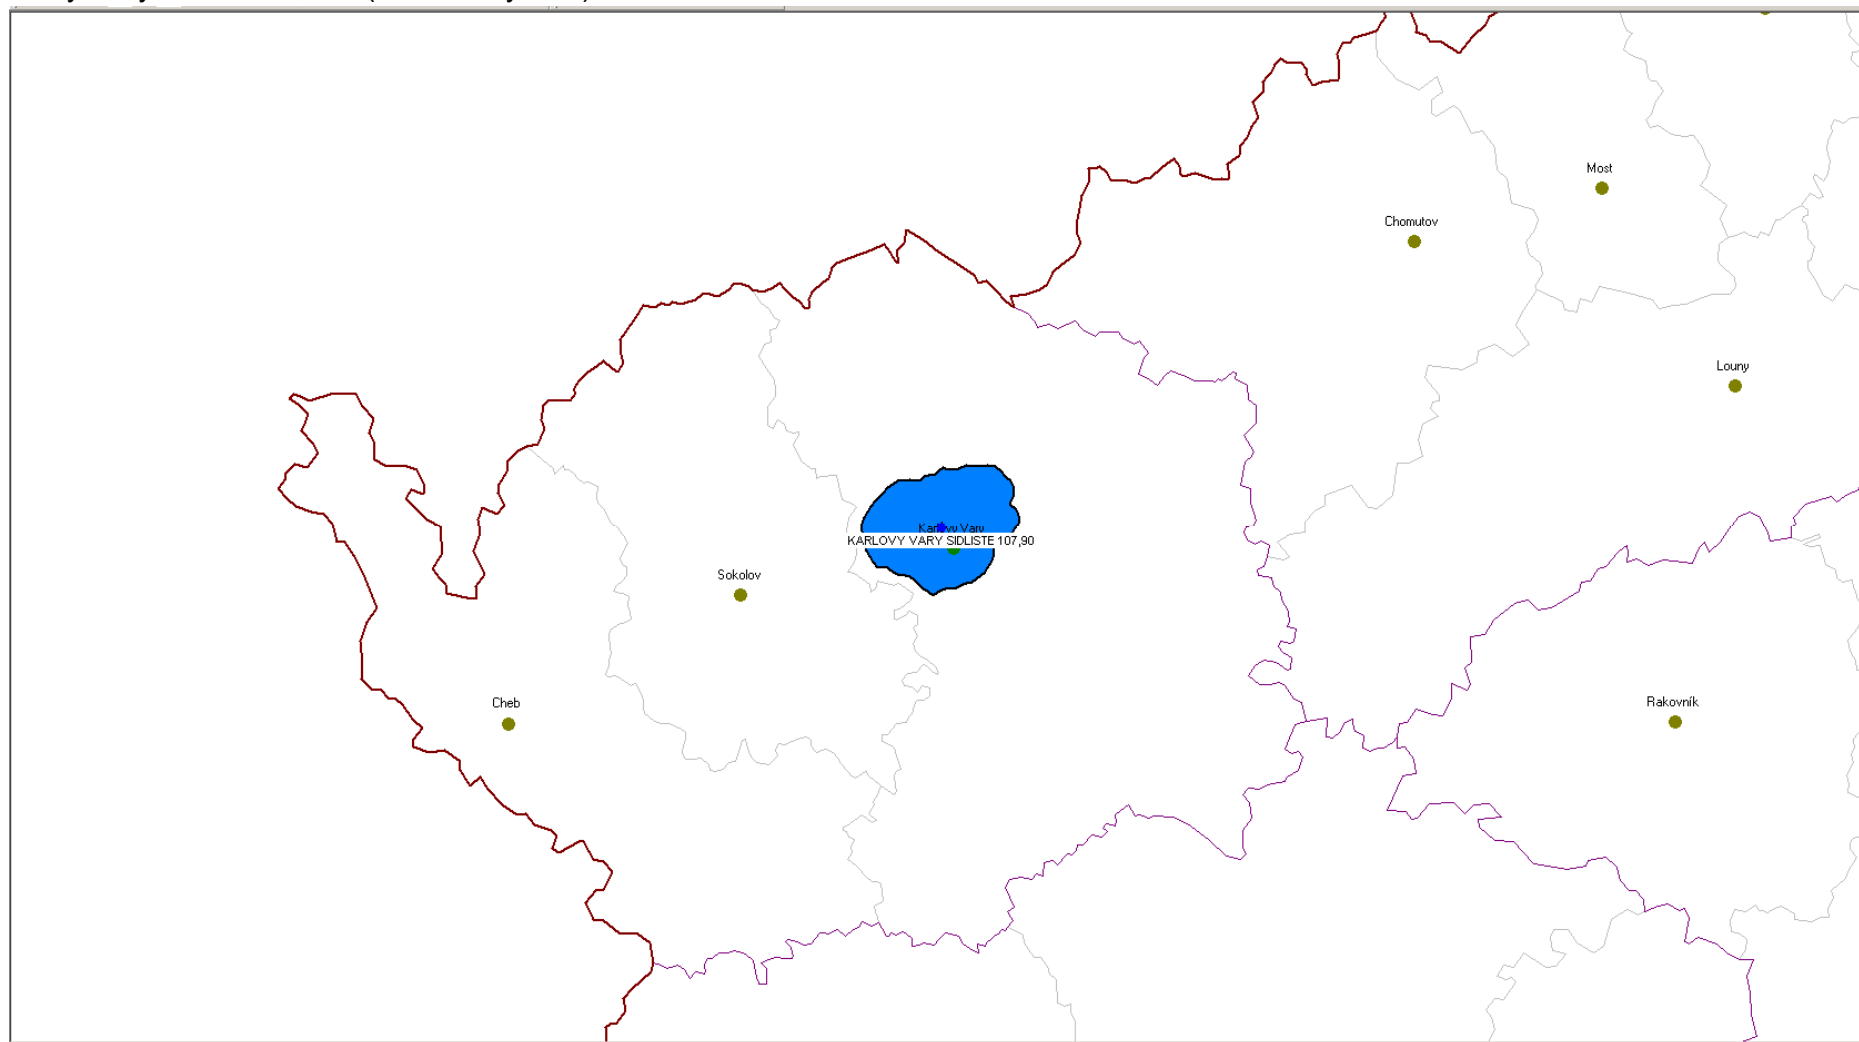 Most
Chomutov
Louny
Karlovy Vary
KARLOVY VARY SIDLISTE 107,90
Sokolov
Cheb
Rakovník